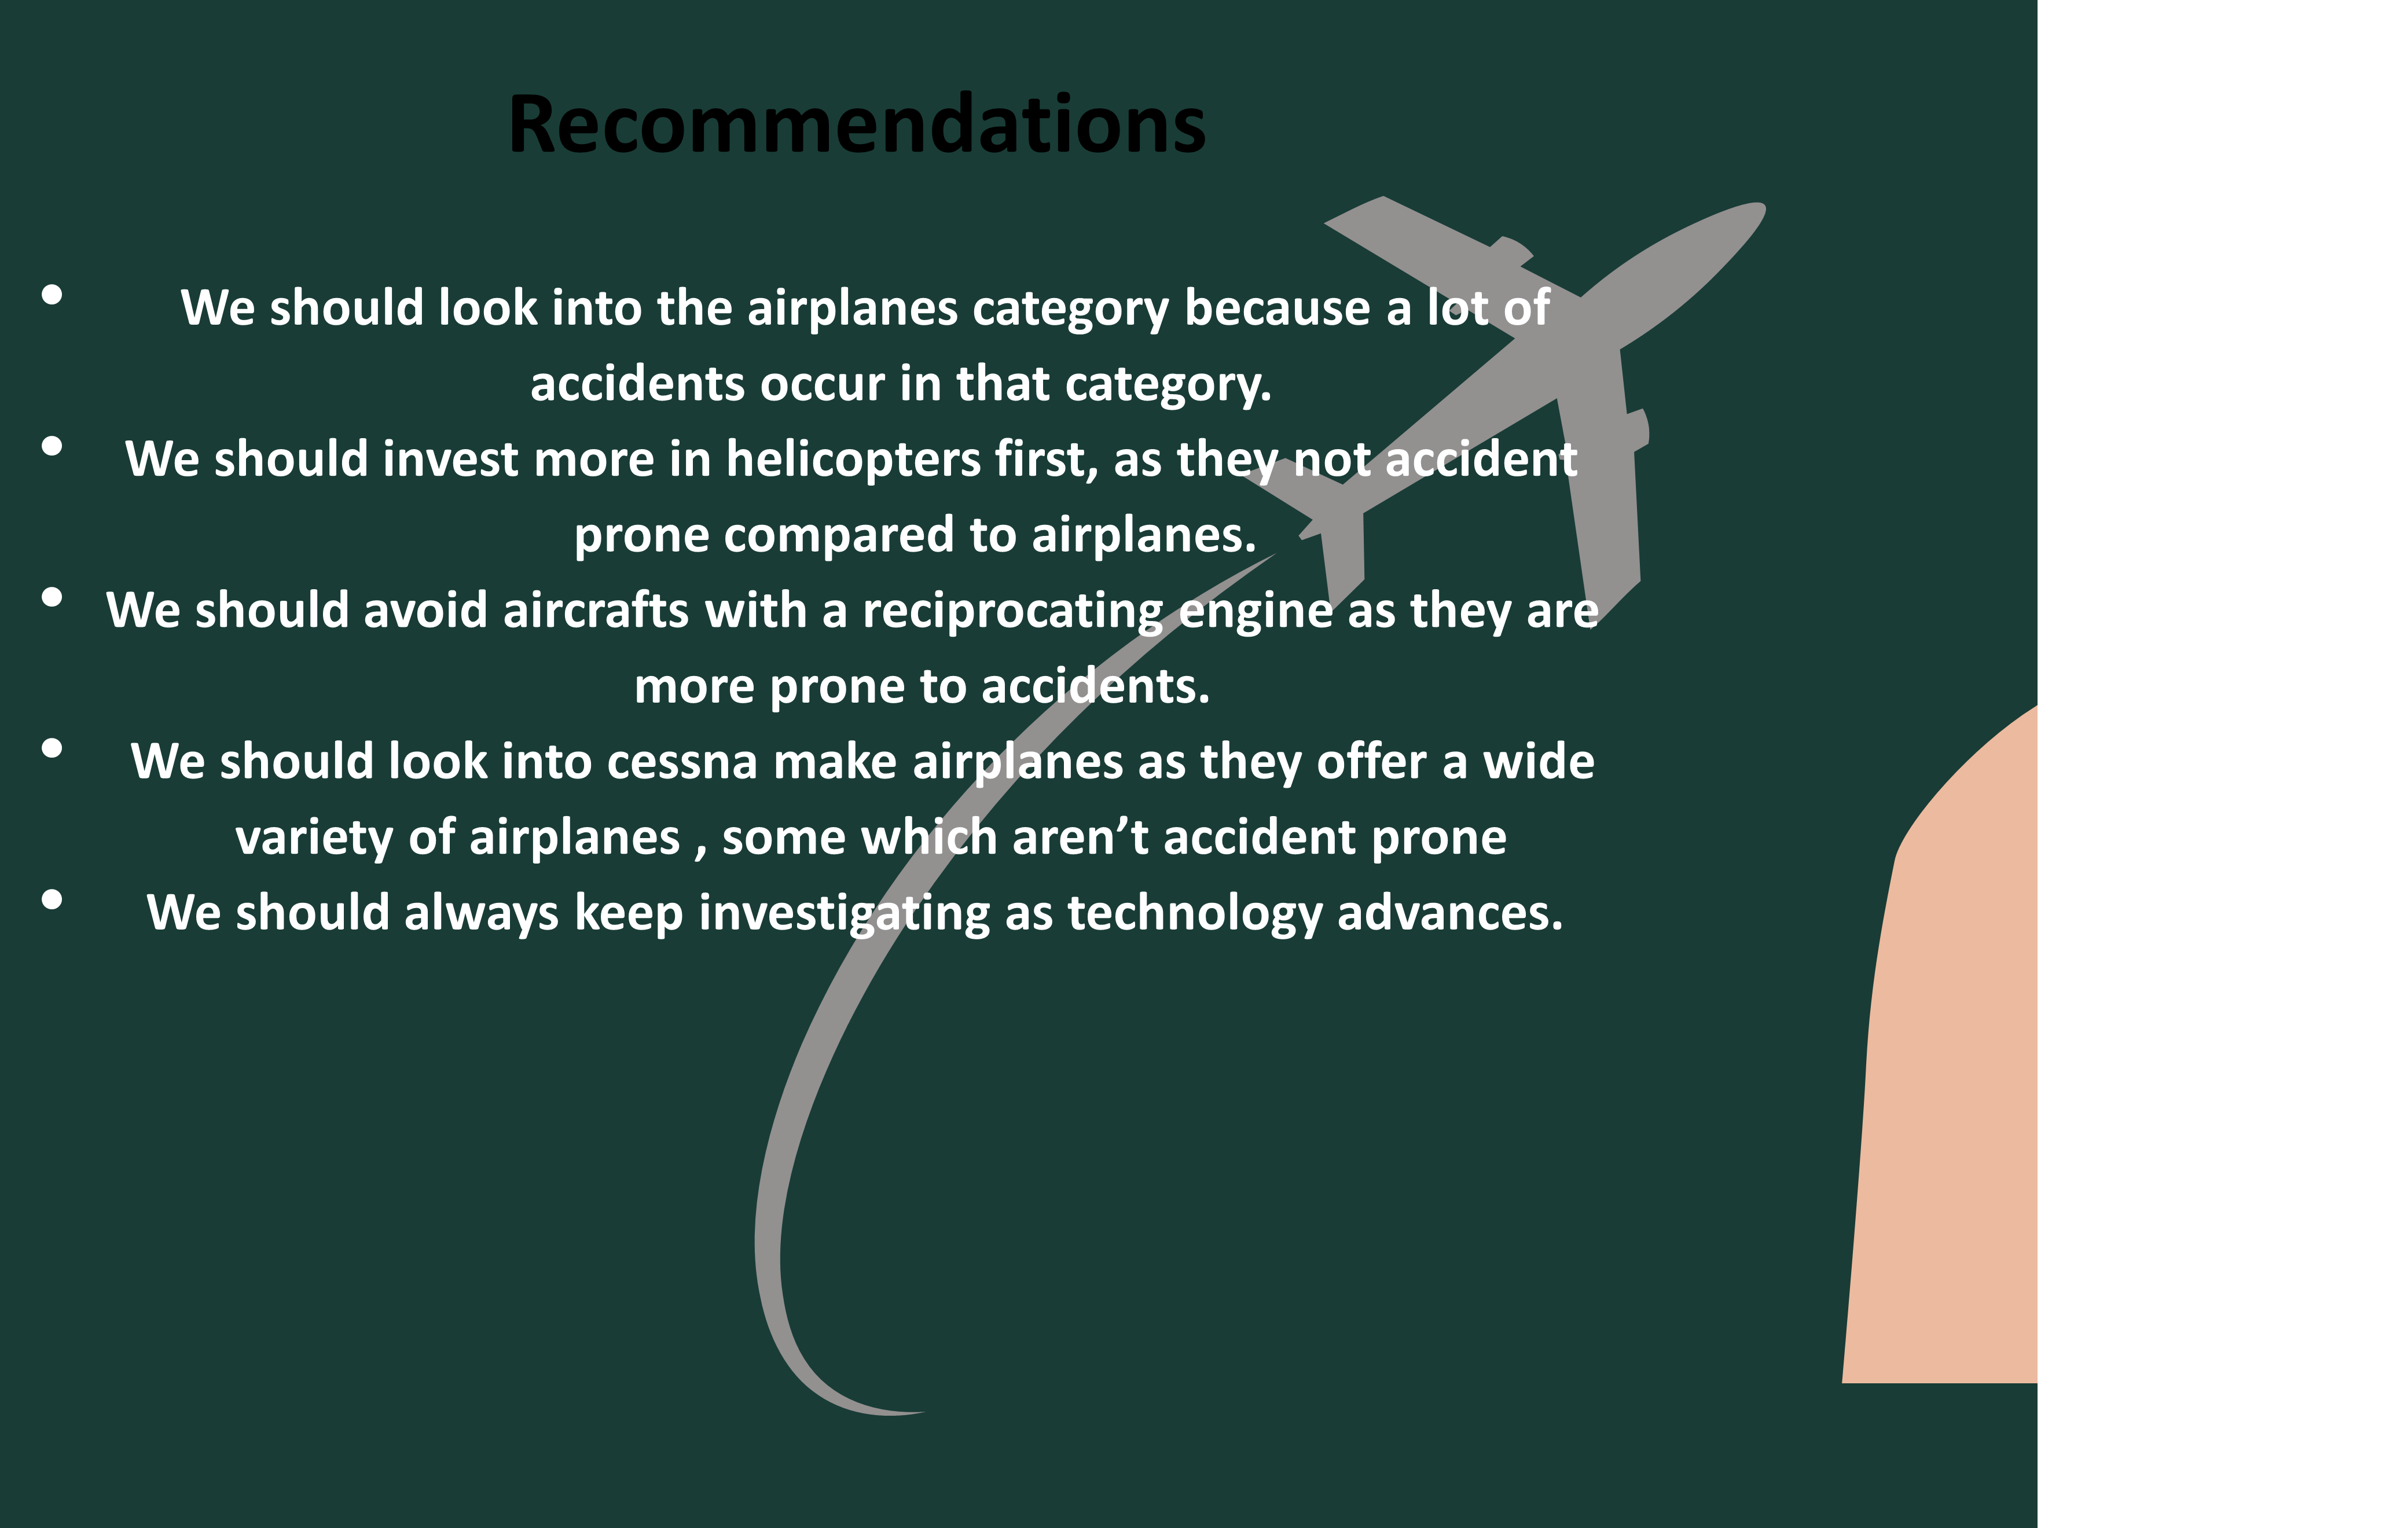 Recommendations
• We should look into the airplanes category because a lot of
accidents occur in that category.
• We should invest more in helicopters first, as they not accident
prone compared to airplanes.
• We should avoid aircrafts with a reciprocating engine as they are
more prone to accidents.
• We should look into cessna make airplanes as they offer a wide
variety of airplanes , some which aren’t accident prone
• We should always keep investigating as technology advances.